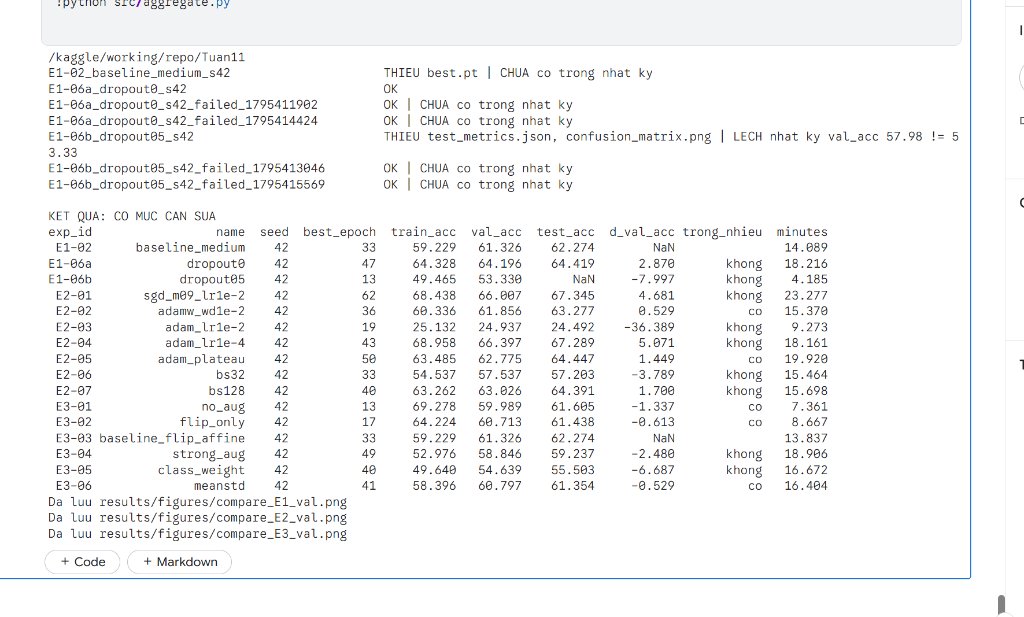 !python src/aggregate.py
/kaggle/working/repo/Tuan11
E1-02_baseline_medium_s42 THIEU best.pt | CHUA co trong nhat ky
E1-06a_dropout0_s42 OK
E1-06a_dropout0_s42_failed_1795411902 OK | CHUA co trong nhat ky
E1-06a_dropout0_s42_failed_1795414424 OK | CHUA co trong nhat ky
E1-06b_dropout05_s42 THIEU test_metrics.json, confusion_matrix.png | LECH nhat ky val_acc 57.98 != 5
3.33
E1-06b_dropout05_s42_failed_1795413046 OK | CHUA co trong nhat ky
E1-06b_dropout05_s42_failed_1795415569 OK | CHUA co trong nhat ky
KET QUA: CO MUC CAN SUA
exp_id name seed best_epoch train_acc val_acc test_acc d_val_acc trong_nhieu minutes
E1-02 baseline_medium 42 33 59.229 61.326 62.274 NaN 14.089
E1-06a dropout0 42 47 64.328 64.196 64.419 2.870 khong 18.216
E1-06b dropout05 42 13 49.465 53.330 NaN -7.997 khong 4.185
E2-01 sgd_m09_lr1e-2 42 62 68.438 66.007 67.345 4.681 khong 23.277
E2-02 adamw_wd1e-2 42 36 60.336 61.856 63.277 0.529 co 15.370
E2-03 adam_lr1e-2 42 19 25.132 24.937 24.492 -36.389 khong 9.273
E2-04 adam_lr1e-4 42 43 68.958 66.397 67.289 5.071 khong 18.161
E2-05 adam_plateau 42 50 63.485 62.775 64.447 1.449 co 19.920
E2-06 bs32 42 33 54.537 57.537 57.203 -3.789 khong 15.464
E2-07 bs128 42 40 63.262 63.026 64.391 1.700 khong 15.698
E3-01 no_aug 42 13 69.278 59.989 61.605 -1.337 co 7.361
E3-02 flip_only 42 17 64.224 60.713 61.438 -0.613 co 8.667
E3-03 baseline_flip_affine 42 33 59.229 61.326 62.274 NaN 13.837
E3-04 strong_aug 42 49 52.976 58.846 59.237 -2.480 khong 18.906
E3-05 class_weight 42 40 49.640 54.639 55.503 -6.687 khong 16.672
E3-06 meanstd 42 41 58.396 60.797 61.354 -0.529 co 16.404
Da luu results/figures/compare_E1_val.png
Da luu results/figures/compare_E2_val.png
Da luu results/figures/compare_E3_val.png
+ Code + Markdown